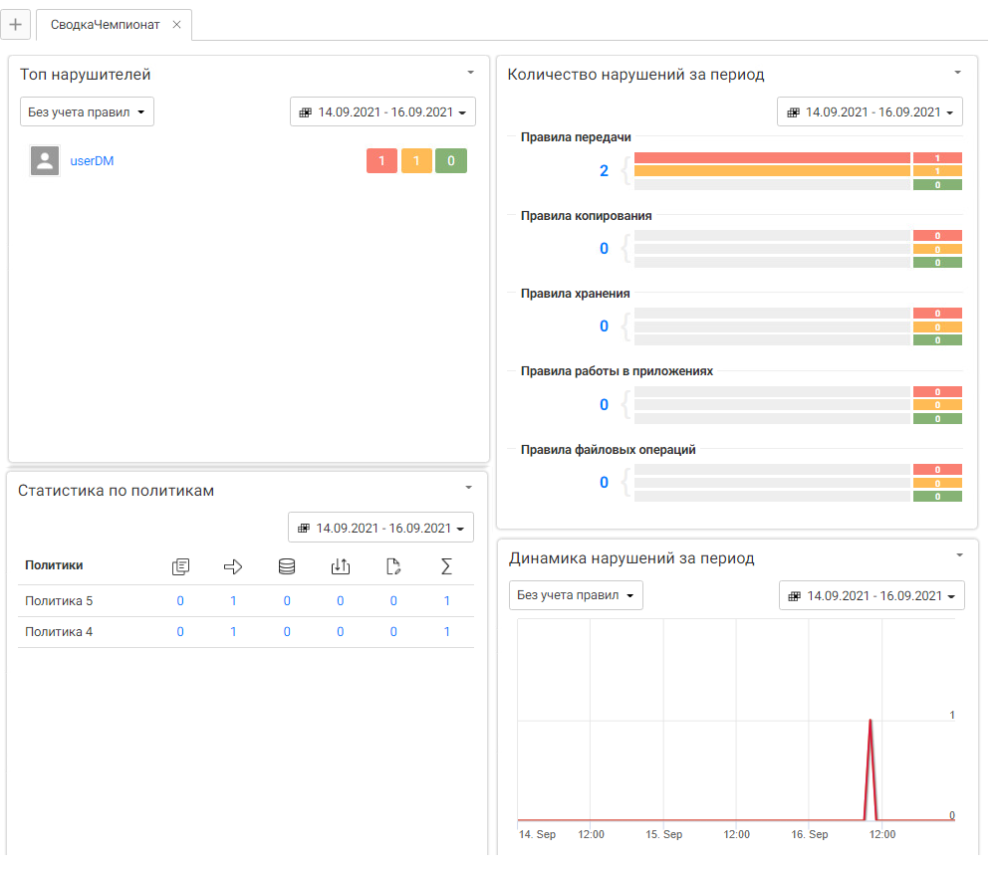 СводкаЧемпионат
Топ нарушителей
Без учета правил
14.09.2021 - 16.09.2021
userDM
1 1 0
Количество нарушений за период
14.09.2021 - 16.09.2021
Правила передачи
2
1
1
0
Правила копирования
0
0
0
0
Правила хранения
0
0
0
0
Правила работы в приложениях
0
0
0
0
Правила файловых операций
0
0
0
0
Статистика по политикам
14.09.2021 - 16.09.2021
Политики Σ
Политика 5 0 1 0 0 0 1
Политика 4 0 1 0 0 0 1
Динамика нарушений за период
Без учета правил
14.09.2021 - 16.09.2021
1
0
14. Sep 12:00 15. Sep 12:00 16. Sep 12:00